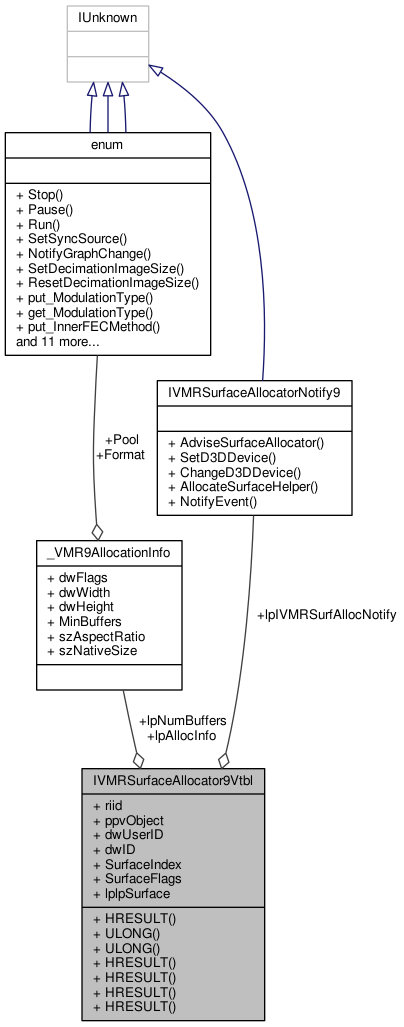 IUnknown
enum
+ Stop()
+ Pause()
+ Run()
+ SetSyncSource()
+ NotifyGraphChange()
+ SetDecimationImageSize()
+ ResetDecimationImageSize()
+ put_ModulationType()
+ get_ModulationType()
+ put_InnerFECMethod()
and 11 more...
IVMRSurfaceAllocatorNotify9
+ AdviseSurfaceAllocator()
+ SetD3DDevice()
+ ChangeD3DDevice()
+ AllocateSurfaceHelper()
+ NotifyEvent()
+Pool
+Format
_VMR9AllocationInfo
+ dwFlags
+ dwWidth
+ dwHeight
+ MinBuffers
+ szAspectRatio
+ szNativeSize
+lpIVMRSurfAllocNotify
+lpNumBuffers
+lpAllocInfo
IVMRSurfaceAllocator9Vtbl
+ riid
+ ppvObject
+ dwUserID
+ dwID
+ SurfaceIndex
+ SurfaceFlags
+ lplpSurface
+ HRESULT()
+ ULONG()
+ ULONG()
+ HRESULT()
+ HRESULT()
+ HRESULT()
+ HRESULT()